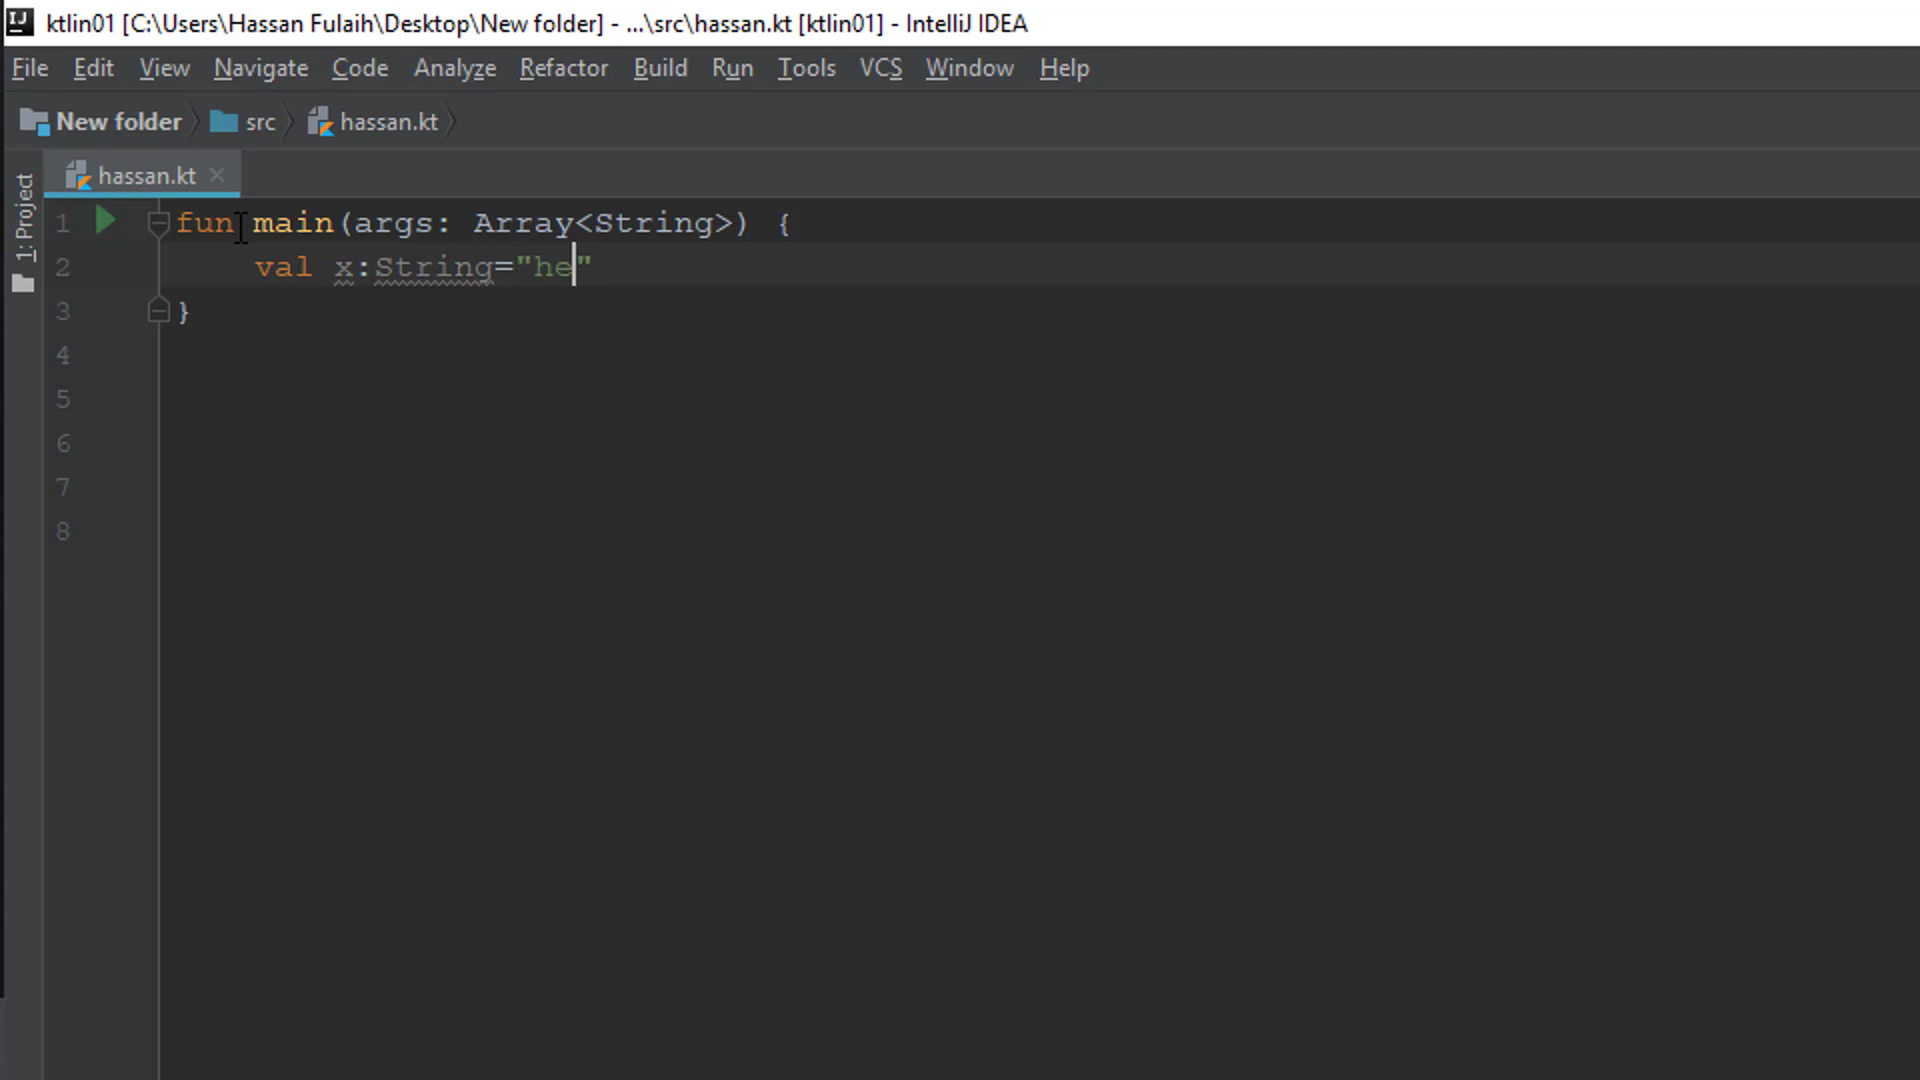 IJ ktlin01 [C:\Users\Hassan Fulaih\Desktop\New folder] - ...\src\hassan.kt [ktlin01] - IntelliJ IDEA
File Edit View Navigate Code Analyze Refactor Build Run Tools VCS Window Help
New folder src hassan.kt
hassan.kt
1: Project
1 fun main(args: Array<String>) {
2 val x:String="he"
3 }
4
5
6
7
8